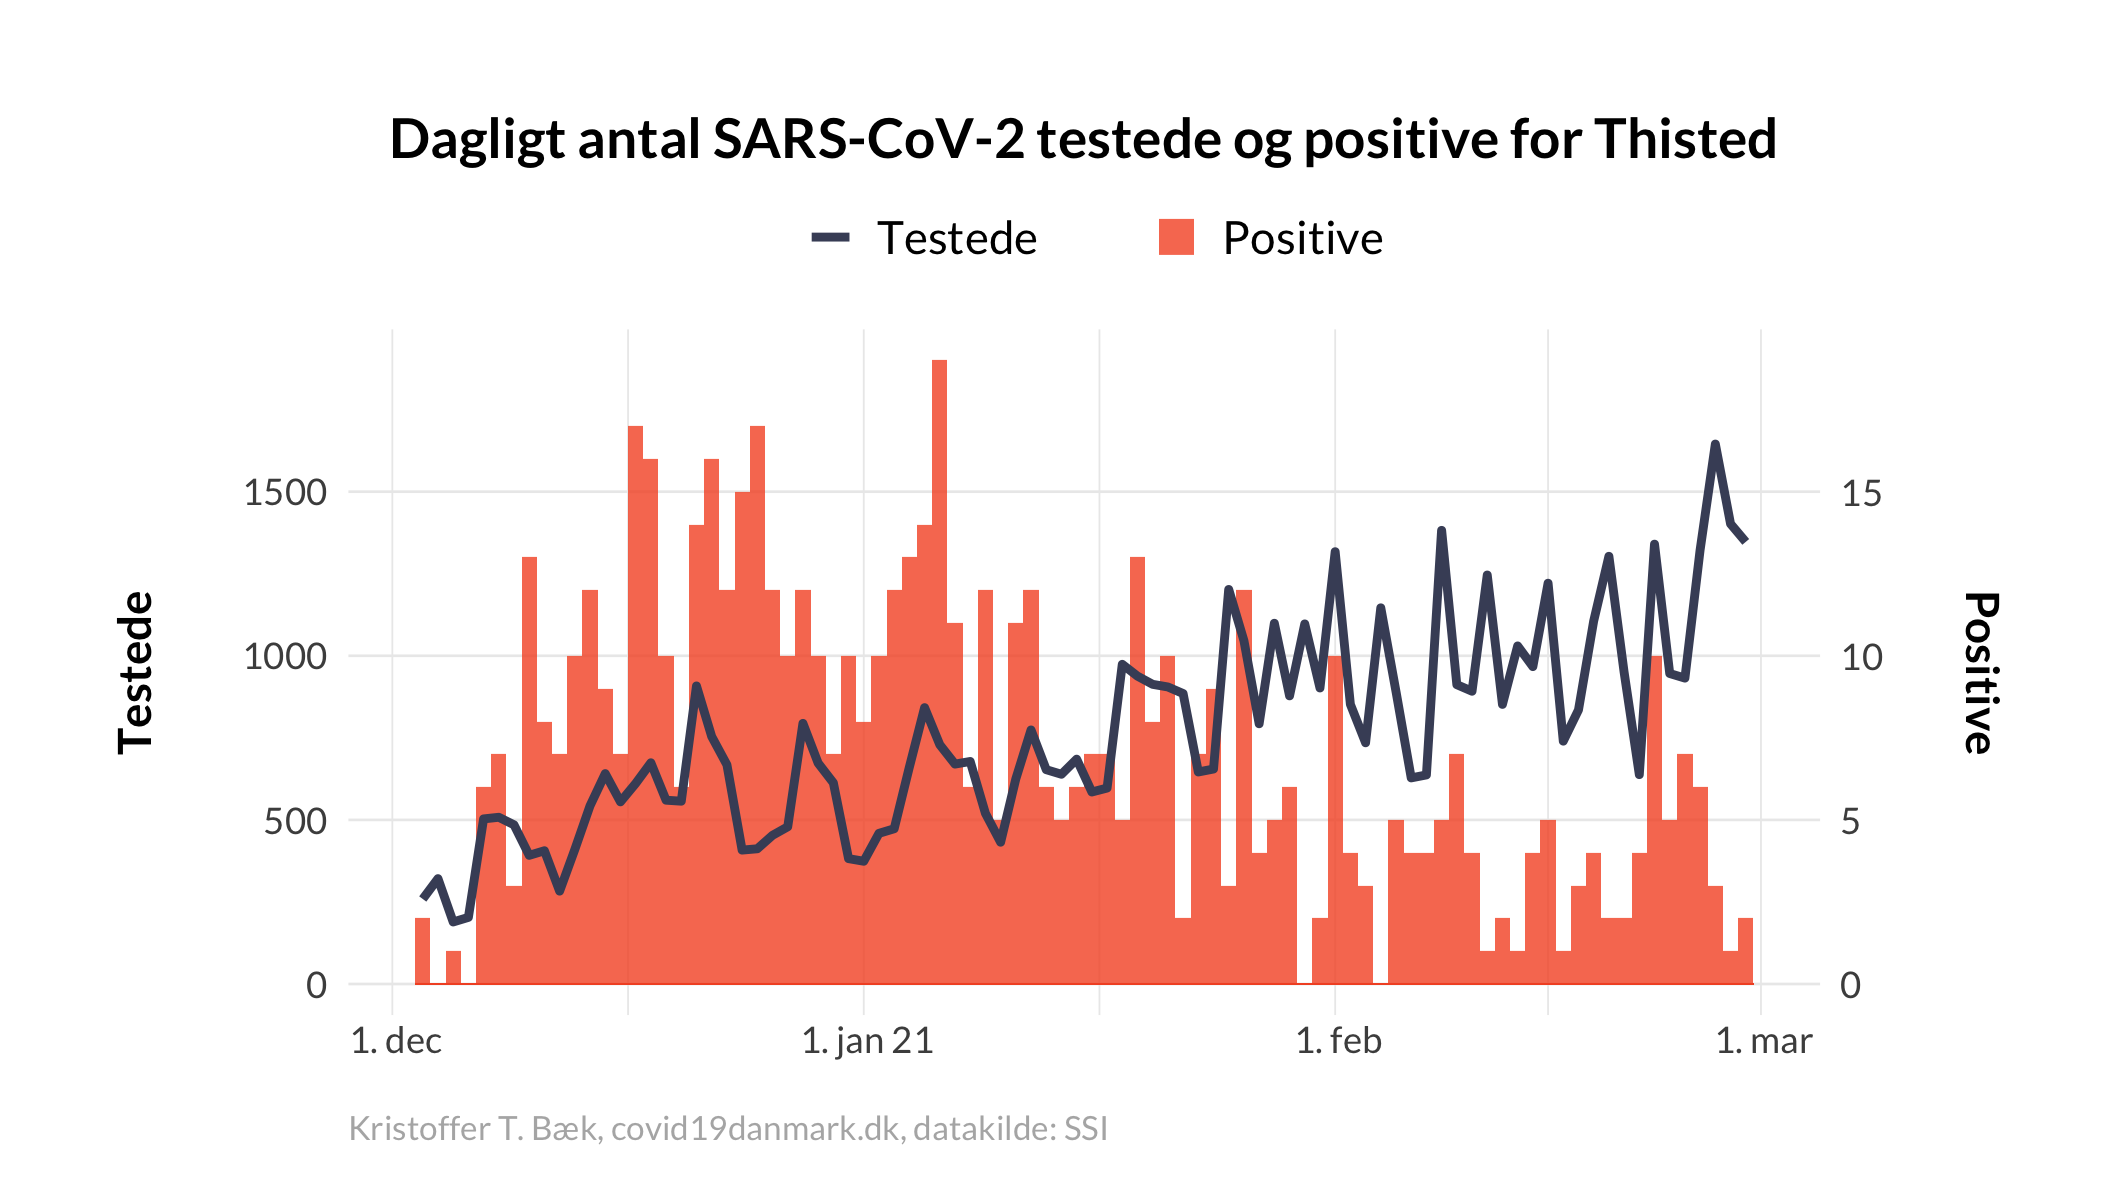 Dagligt antal SARS-CoV-2 testede og positive for Thisted
Testede Positive
Testede
1500
1000
500
0
15
10
5
0
Positive
1. dec 1. jan 21 1. feb 1. mar
Kristoffer T. Bæk, covid19danmark.dk, datakilde: SSI